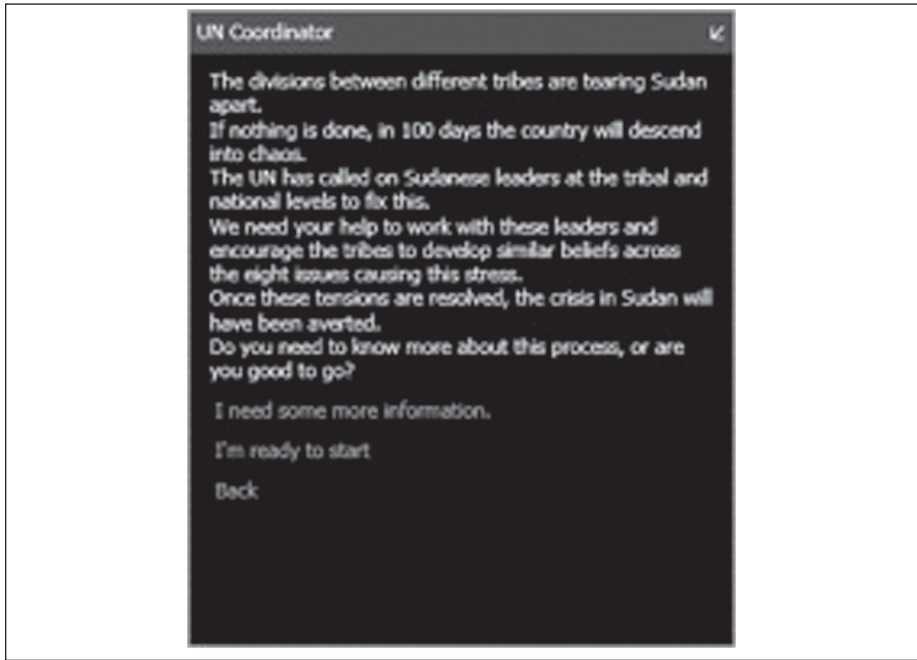 UN Coordinator
The divisions between different tribes are tearing Sudan
apart.
If nothing is done, in 100 days the country will descend
into chaos.
The UN has called on Sudanese leaders at the tribal and
national levels to fix this.
We need your help to work with these leaders and
encourage the tribes to develop similar beliefs across
the eight issues causing this stress.
Once these tensions are resolved, the crisis in Sudan will
have been averted.
Do you need to know more about this process, or are
you good to go?
I need some more information.
I'm ready to start
Back